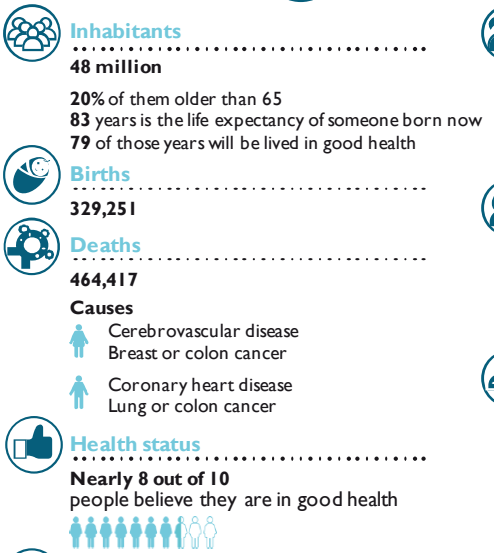 Inhabitants
48 million
20% of them older than 65
83 years is the life expectancy of someone born now
79 of those years will be lived in good health
Births
329,251
Deaths
464,417
Causes
Cerebrovascular disease
Breast or colon cancer
Coronary heart disease
Lung or colon cancer
Health status
Nearly 8 out of 10
people believe they are in good health